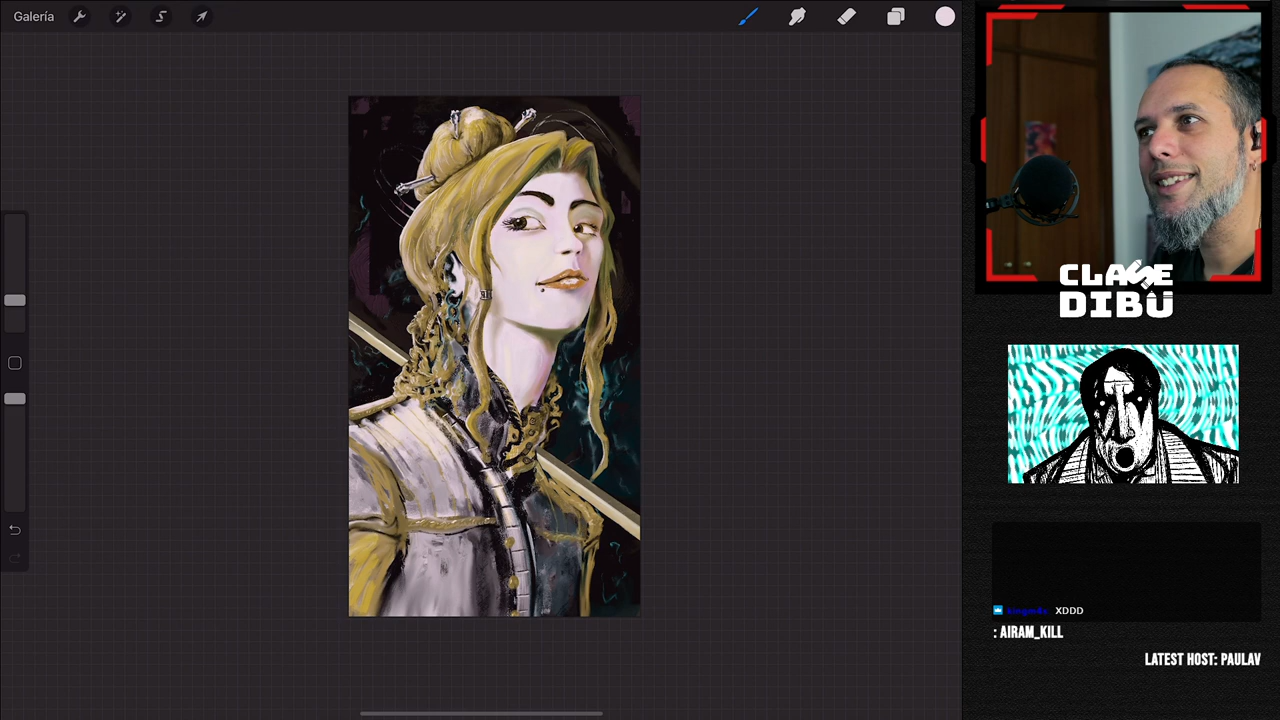 Galería
CLASE
DIBU
XDDD
: AIRAM_KILL
LATEST HOST: PAULAV